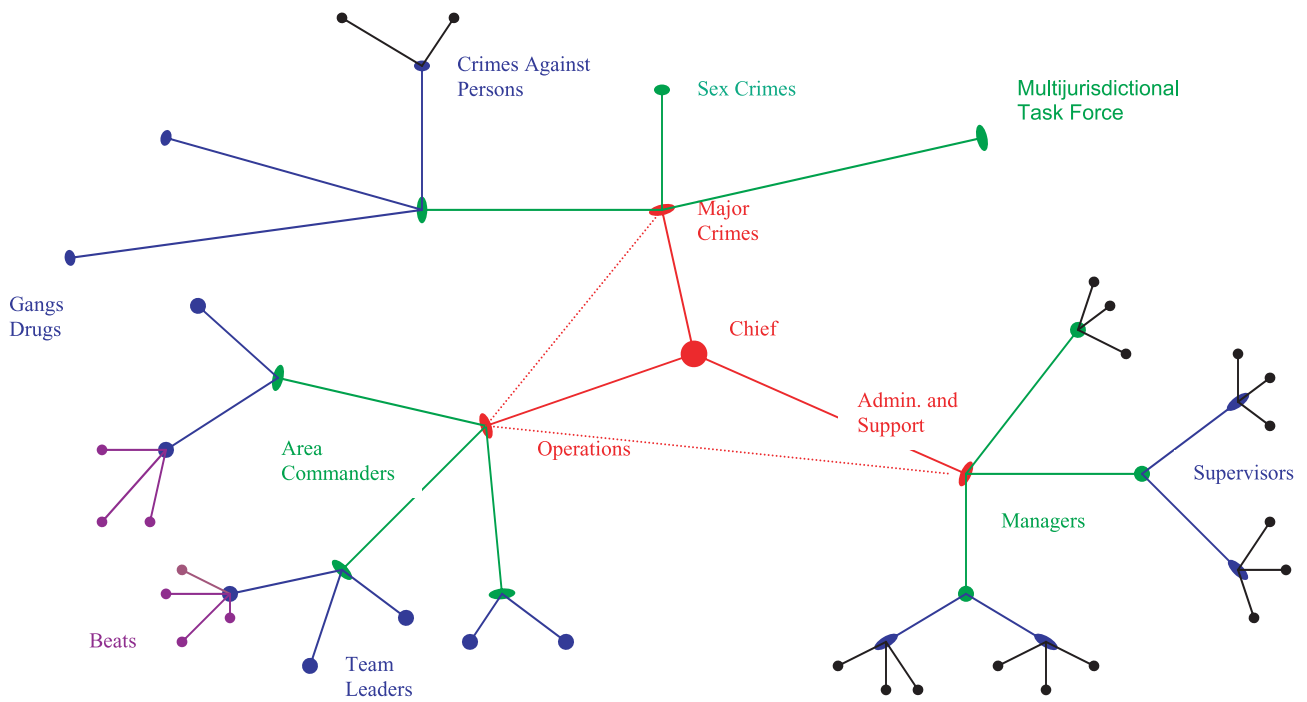 Crimes Against
Persons
Sex Crimes
Multijurisdictional
Task Force
Major
Crimes
Gangs
Drugs
Chief
Admin. and
Support
Area
Commanders
Operations
Supervisors
Managers
Beats
Team
Leaders